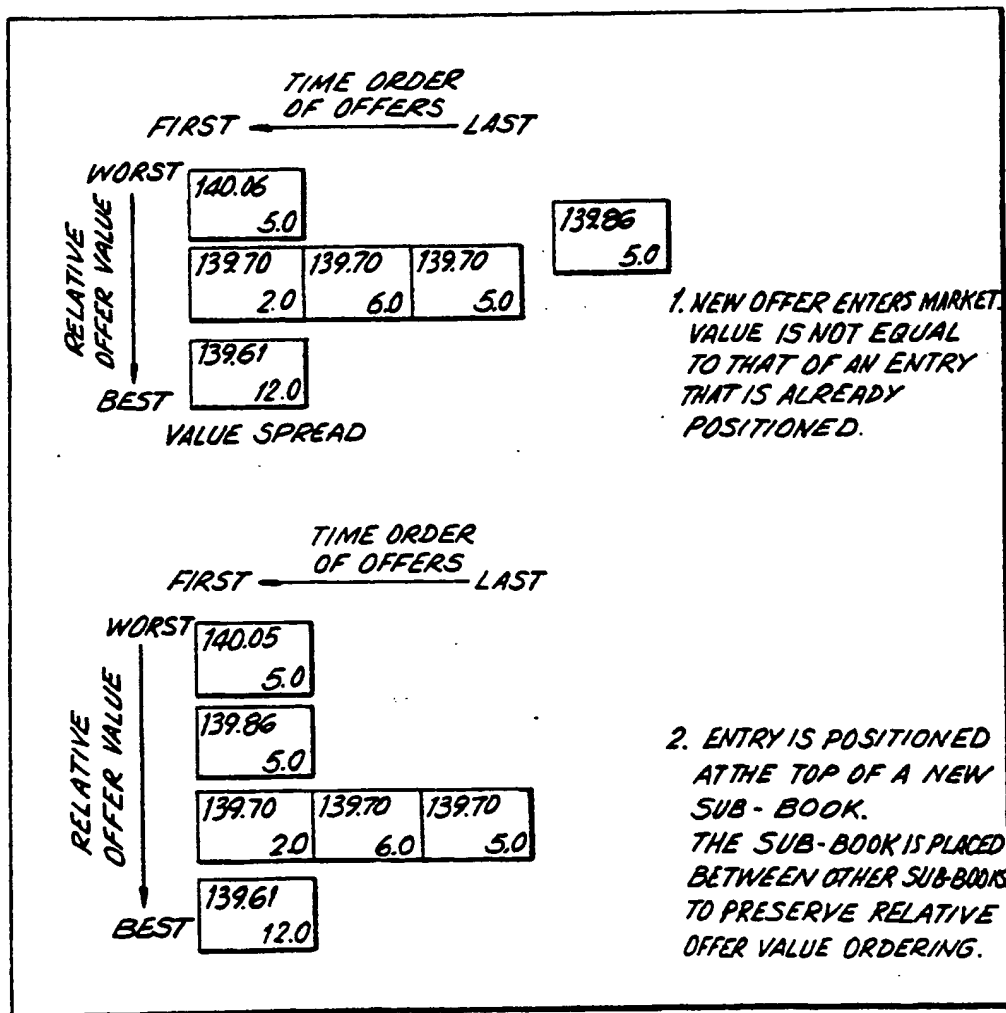 TIME ORDER
OF OFFERS
FIRST LAST
WORST
RELATIVE
OFFER VALUE
BEST
140.06
5.0
139.70 139.70 139.70
2.0 6.0 5.0
139.61
12.0
VALUE SPREAD
139.86
5.0
1. NEW OFFER ENTERS MARKET.
VALUE IS NOT EQUAL
TO THAT OF AN ENTRY
THAT IS ALREADY
POSITIONED.
TIME ORDER
OF OFFERS
FIRST LAST
WORST
RELATIVE
OFFER VALUE
BEST
140.05
5.0
139.86
5.0
139.70 139.70 139.70
2.0 6.0 5.0
139.61
12.0
2. ENTRY IS POSITIONED
AT THE TOP OF A NEW
SUB-BOOK.
THE SUB-BOOK IS PLACED
BETWEEN OTHER SUB-BOOKS
TO PRESERVE RELATIVE
OFFER VALUE ORDERING.